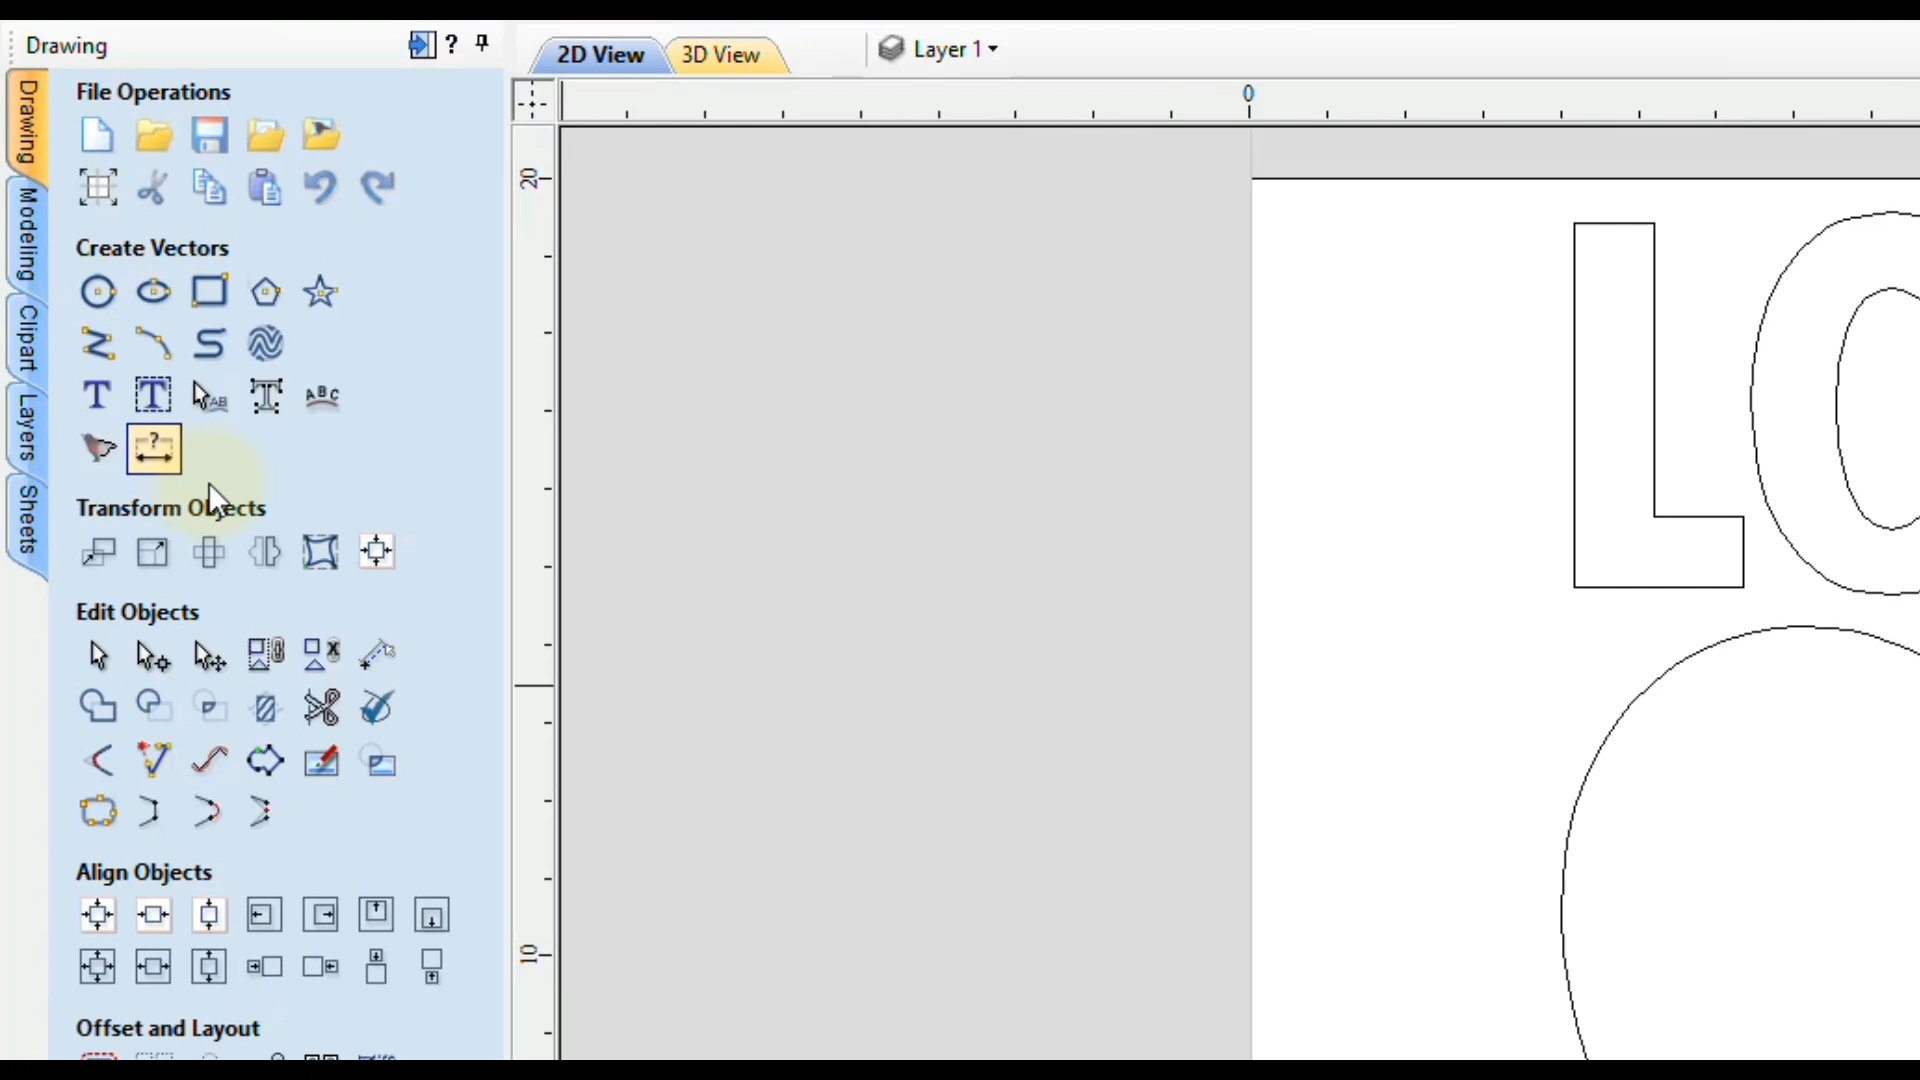 Drawing
?
2D View
3D View
Layer 1
Drawing
Modeling
Clipart
Layers
Sheets
File Operations
Create Vectors
T
T
AB
T
ABC
?
Transform Objects
Edit Objects
Align Objects
Offset and Layout
0
20
10
LO